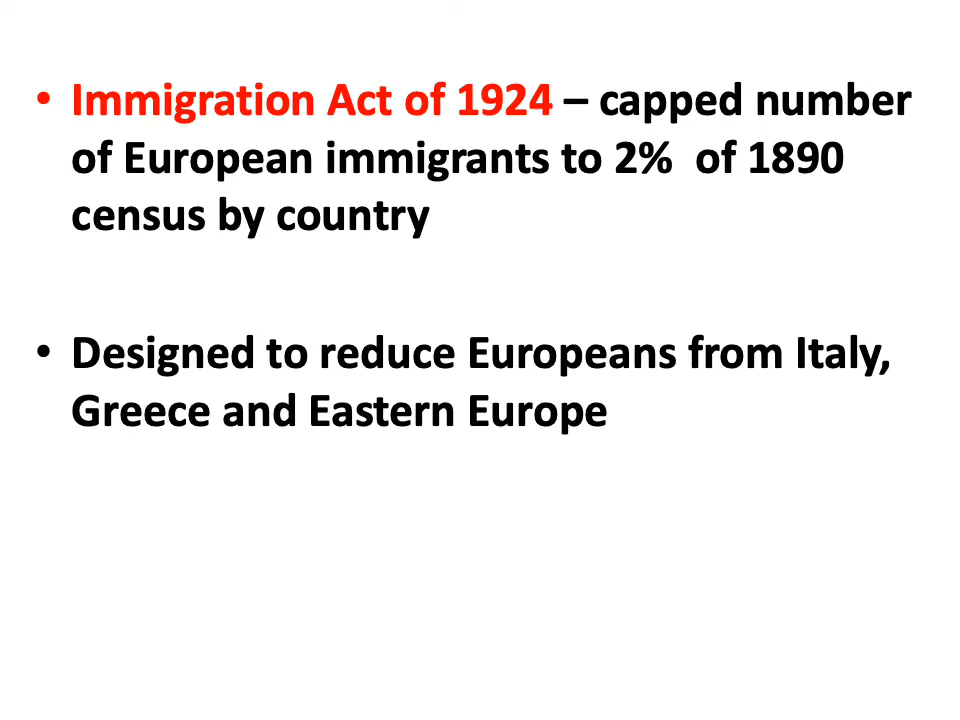 • Immigration Act of 1924 – capped number
of European immigrants to 2%  of 1890
census by country
• Designed to reduce Europeans from Italy,
Greece and Eastern Europe